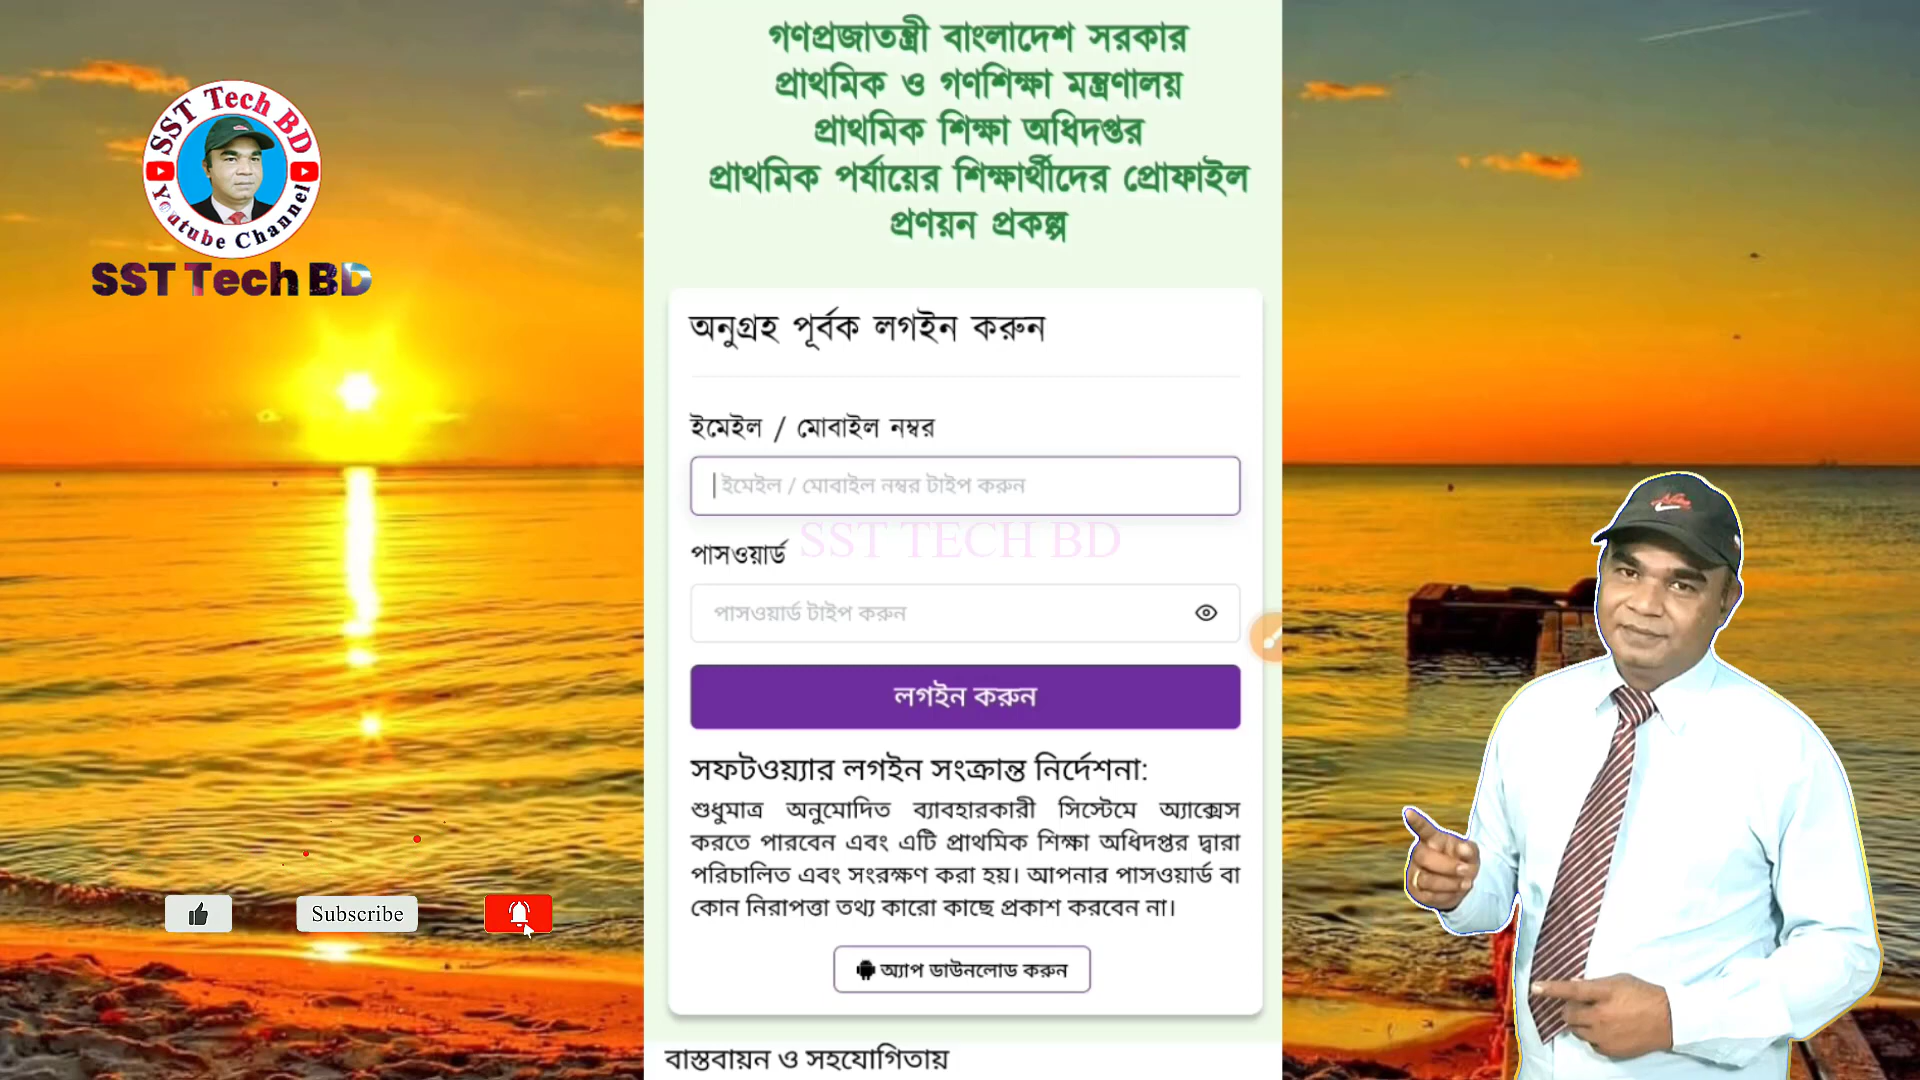 SST Tech BD
Youtube Channel
SST Tech BD
গণপ্রজাতন্ত্রী বাংলাদেশ সরকার
প্রাথমিক ও গণশিক্ষা মন্ত্রণালয়
প্রাথমিক শিক্ষা অধিদপ্তর
প্রাথমিক পর্যায়ের শিক্ষার্থীদের প্রোফাইল
প্রণয়ন প্রকল্প
অনুগ্রহ পূর্বক লগইন করুন
ইমেইল / মোবাইল নম্বর
ইমেইল / মোবাইল নম্বর টাইপ করুন
SST TECH BD
পাসওয়ার্ড
পাসওয়ার্ড টাইপ করুন
লগইন করুন
সফটওয়্যার লগইন সংক্রান্ত নির্দেশনা:
শুধুমাত্র অনুমোদিত ব্যাবহারকারী সিস্টেমে অ্যাক্সেস
করতে পারবেন এবং এটি প্রাথমিক শিক্ষা অধিদপ্তর দ্বারা
পরিচালিত এবং সংরক্ষণ করা হয়। আপনার পাসওয়ার্ড বা
কোন নিরাপত্তা তথ্য কারো কাছে প্রকাশ করবেন না।
অ্যাপ ডাউনলোড করুন
বাস্তবায়ন ও সহযোগিতায়
Subscribe